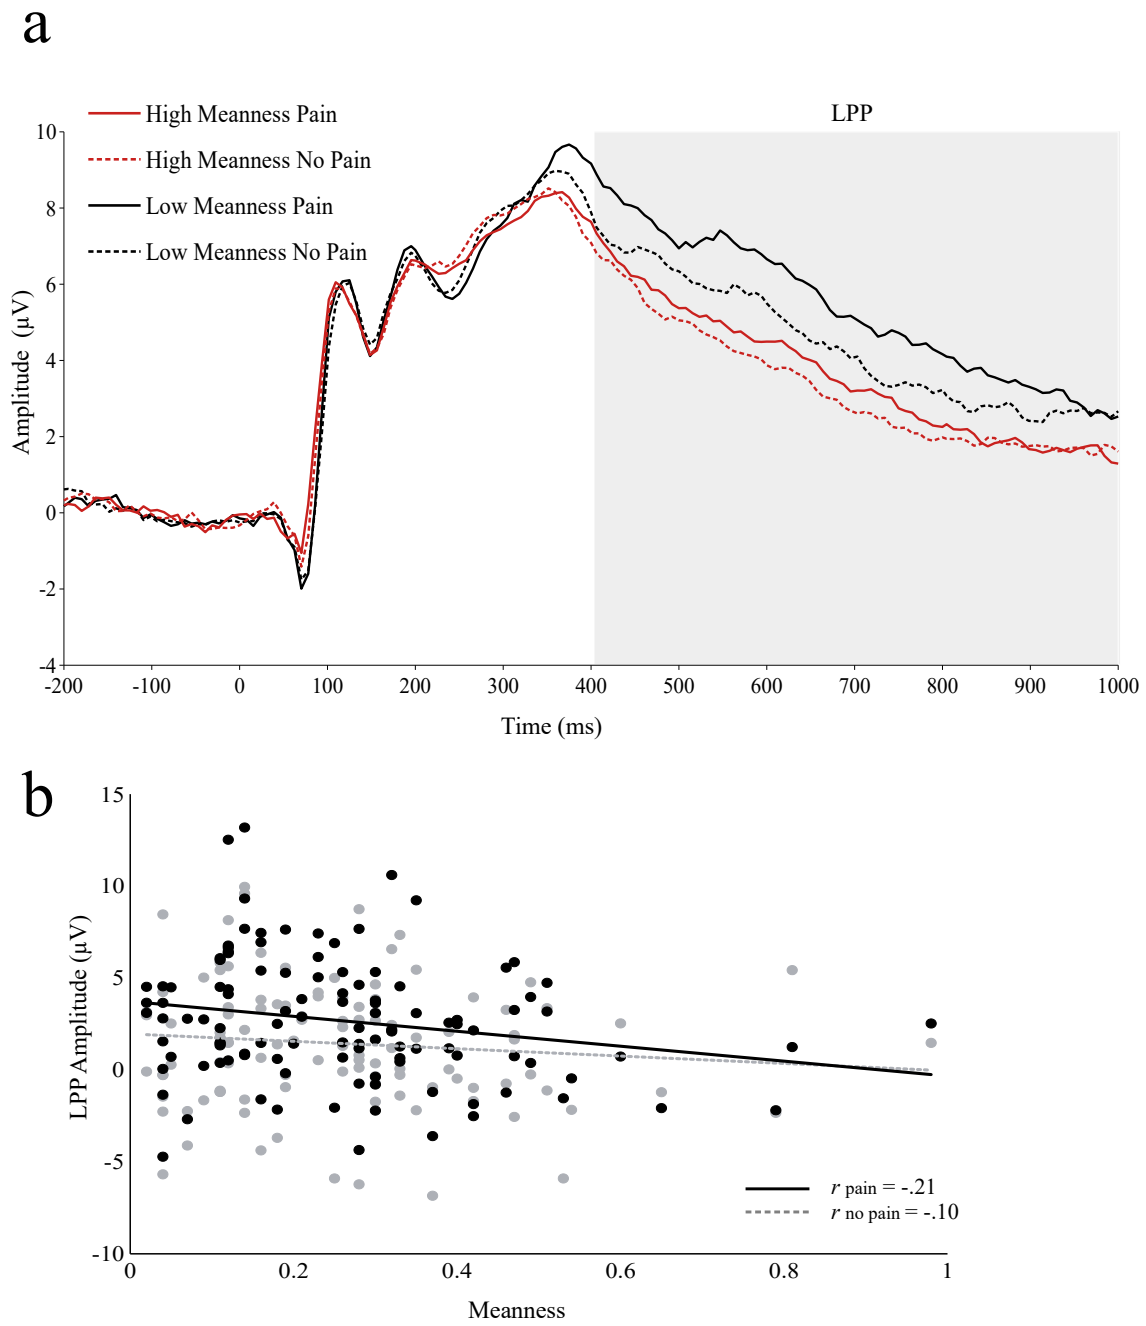 a
High Meanness Pain
High Meanness No Pain
Low Meanness Pain
Low Meanness No Pain
LPP
10
8
6
4
2
0
-2
-4
Amplitude (µV)
-200 -100 0 100 200 300 400 500 600 700 800 900 1000
Time (ms)
b
15
10
5
0
-5
-10
LPP Amplitude (µV)
r pain = -.21
r no pain = -.10
0 0.2 0.4 0.6 0.8 1
Meanness